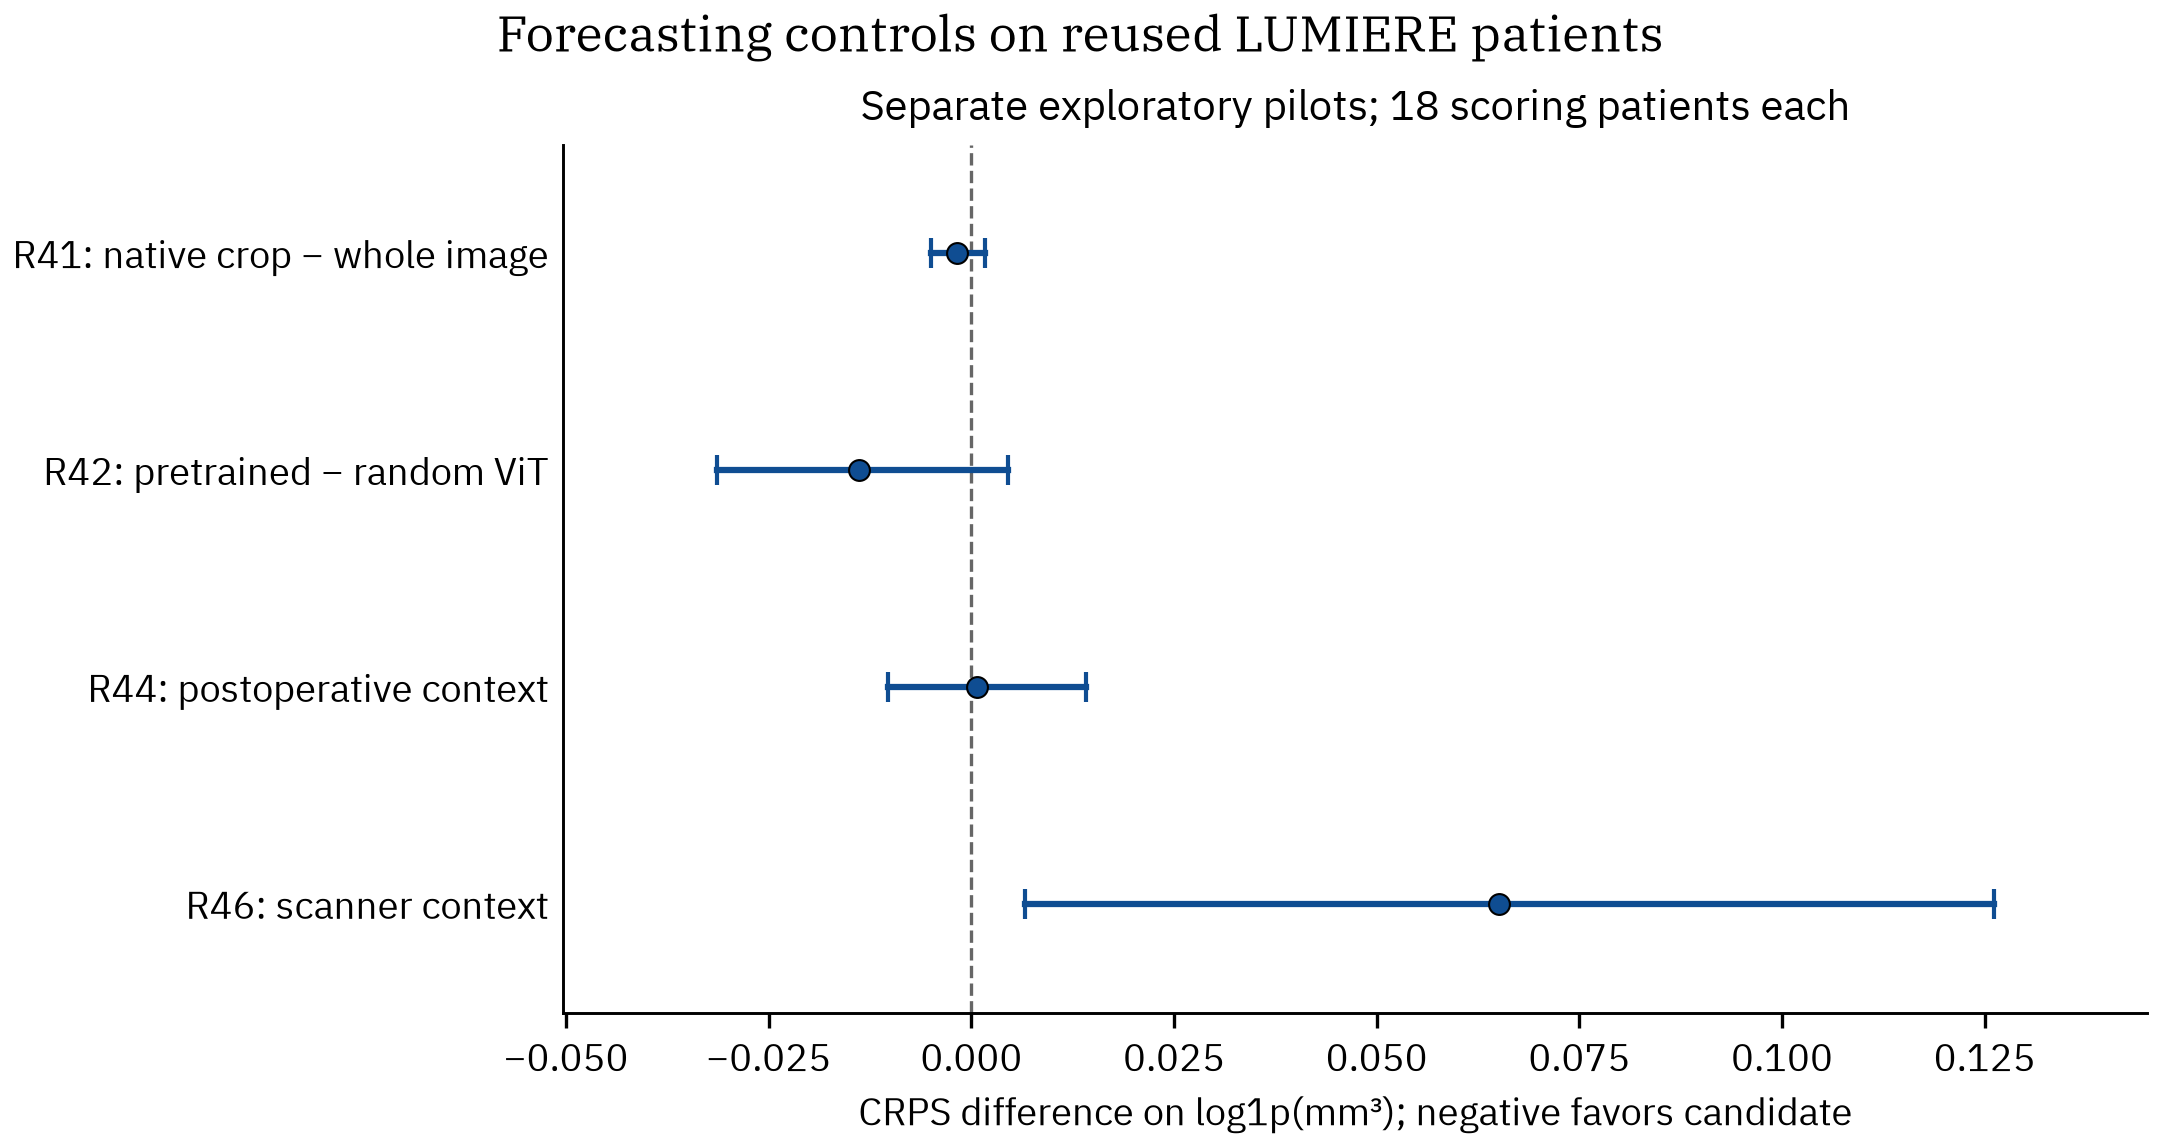 Forecasting controls on reused LUMIERE patients
Separate exploratory pilots; 18 scoring patients each
R41: native crop − whole image
R42: pretrained − random ViT
R44: postoperative context
R46: scanner context
−0.050 −0.025 0.000 0.025 0.050 0.075 0.100 0.125
CRPS difference on log1p(mm³); negative favors candidate